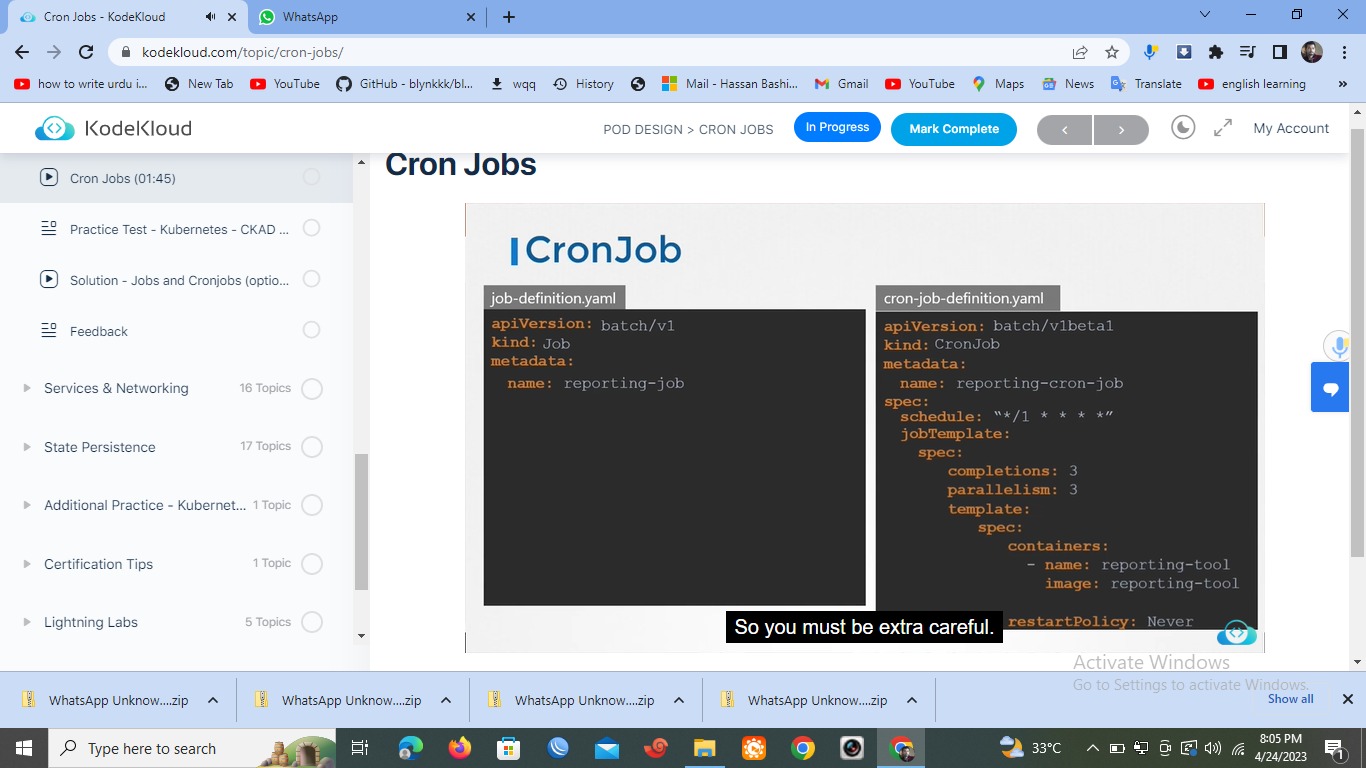 Cron Jobs - KodeKloud
WhatsApp
kodekloud.com/topic/cron-jobs/
how to write urdu i...
New Tab
YouTube
GitHub - blynkkk/bl...
wqq
History
Mail - Hassan Bashi...
Gmail
YouTube
Maps
News
Translate
english learning
»
KodeKloud
POD DESIGN > CRON JOBS
In Progress
Mark Complete
<
>
My Account
Cron Jobs (01:45)
Practice Test - Kubernetes - CKAD ...
Solution - Jobs and Cronjobs (optio...
Feedback
Services & Networking 16 Topics
State Persistence 17 Topics
Additional Practice - Kubernet... 1 Topic
Certification Tips 1 Topic
Lightning Labs 5 Topics
Cron Jobs
CronJob
job-definition.yaml
apiVersion: batch/v1
kind: Job
metadata:
name: reporting-job
cron-job-definition.yaml
apiVersion: batch/v1beta1
kind: CronJob
metadata:
name: reporting-cron-job
spec:
schedule: “*/1 * * * *”
jobTemplate:
spec:
completions: 3
parallelism: 3
template:
spec:
containers:
- name: reporting-tool
image: reporting-tool
restartPolicy: Never
So you must be extra careful.
Activate Windows
Go to Settings to activate Windows.
WhatsApp Unknow....zip
WhatsApp Unknow....zip
WhatsApp Unknow....zip
WhatsApp Unknow....zip
Show all
Type here to search
33°C
8:05 PM
4/24/2023
1